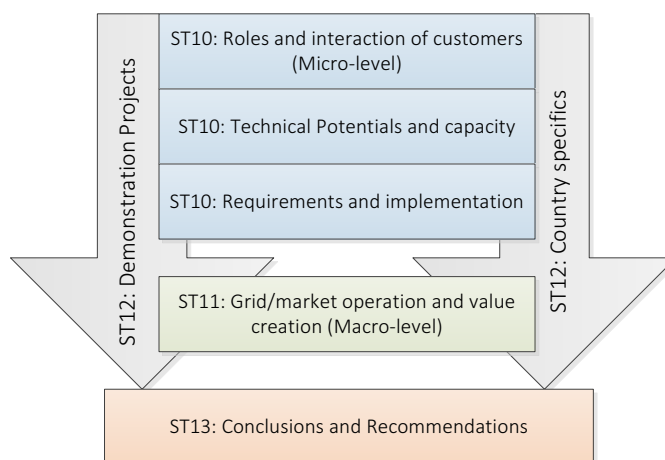 ST10: Roles and interaction of customers
(Micro-level)
ST10: Technical Potentials and capacity
ST10: Requirements and implementation
ST12: Demonstration Projects
ST12: Country specifics
ST11: Grid/market operation and value
creation (Macro-level)
ST13: Conclusions and Recommendations